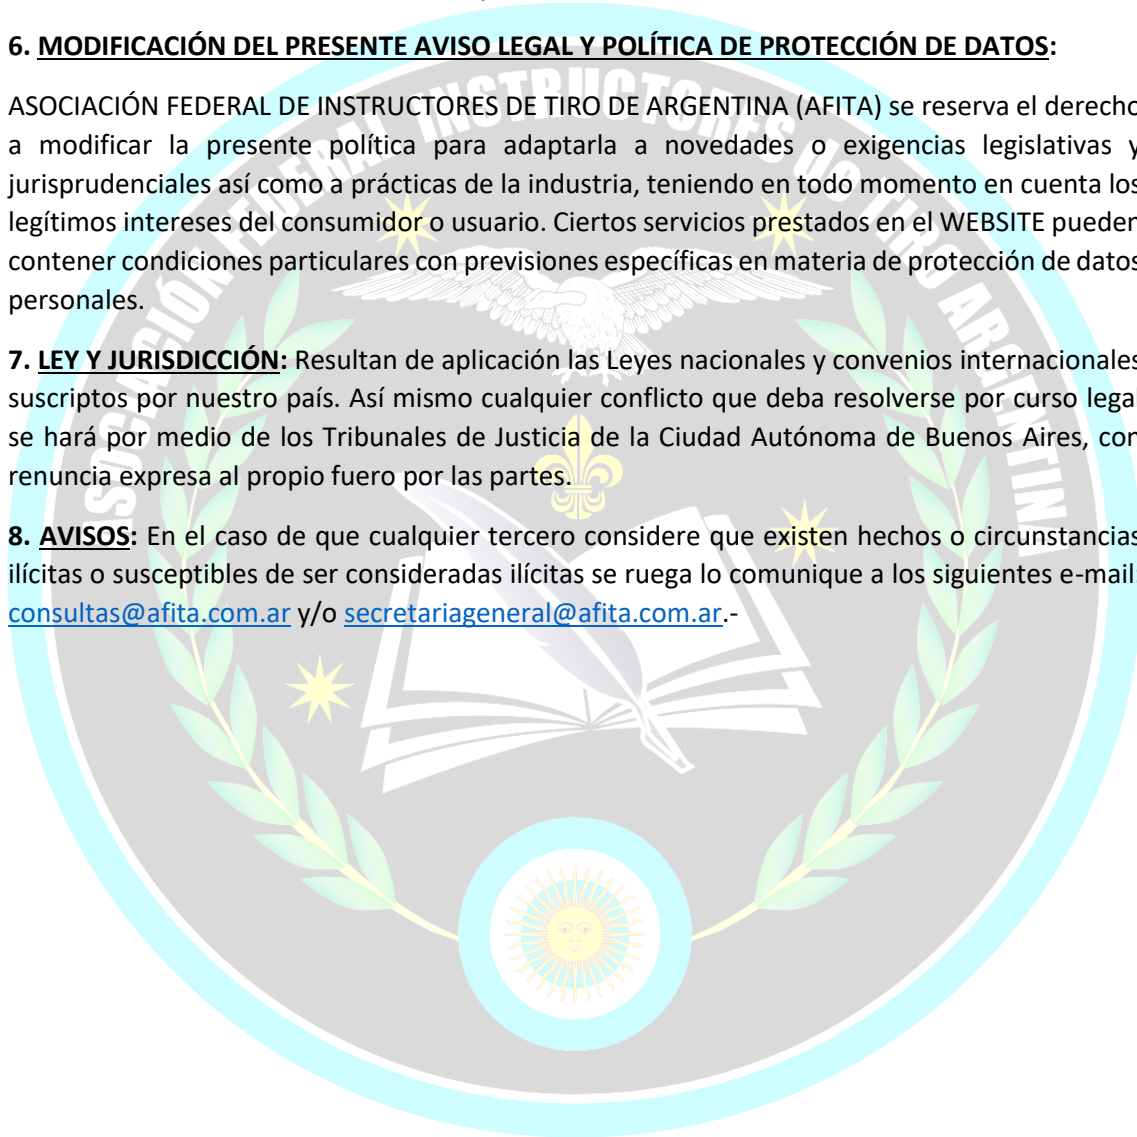 6. MODIFICACIÓN DEL PRESENTE AVISO LEGAL Y POLÍTICA DE PROTECCIÓN DE DATOS:
ASOCIACIÓN FEDERAL DE INSTRUCTORES DE TIRO DE ARGENTINA (AFITA) se reserva el derecho
a modificar la presente política para adaptarla a novedades o exigencias legislativas y
jurisprudenciales así como a prácticas de la industria, teniendo en todo momento en cuenta los
legítimos intereses del consumidor o usuario. Ciertos servicios prestados en el WEBSITE pueden
contener condiciones particulares con previsiones específicas en materia de protección de datos
personales.
7. LEY Y JURISDICCIÓN: Resultan de aplicación las Leyes nacionales y convenios internacionales
suscriptos por nuestro país. Así mismo cualquier conflicto que deba resolverse por curso legal
se hará por medio de los Tribunales de Justicia de la Ciudad Autónoma de Buenos Aires, con
renuncia expresa al propio fuero por las partes.
8. AVISOS: En el caso de que cualquier tercero considere que existen hechos o circunstancias
ilícitas o susceptibles de ser consideradas ilícitas se ruega lo comunique a los siguientes e-mail:
consultas@afita.com.ar y/o secretariageneral@afita.com.ar.-
ASOCIACIÓN FEDERAL INSTRUCTORES DE TIRO ARGENTINA